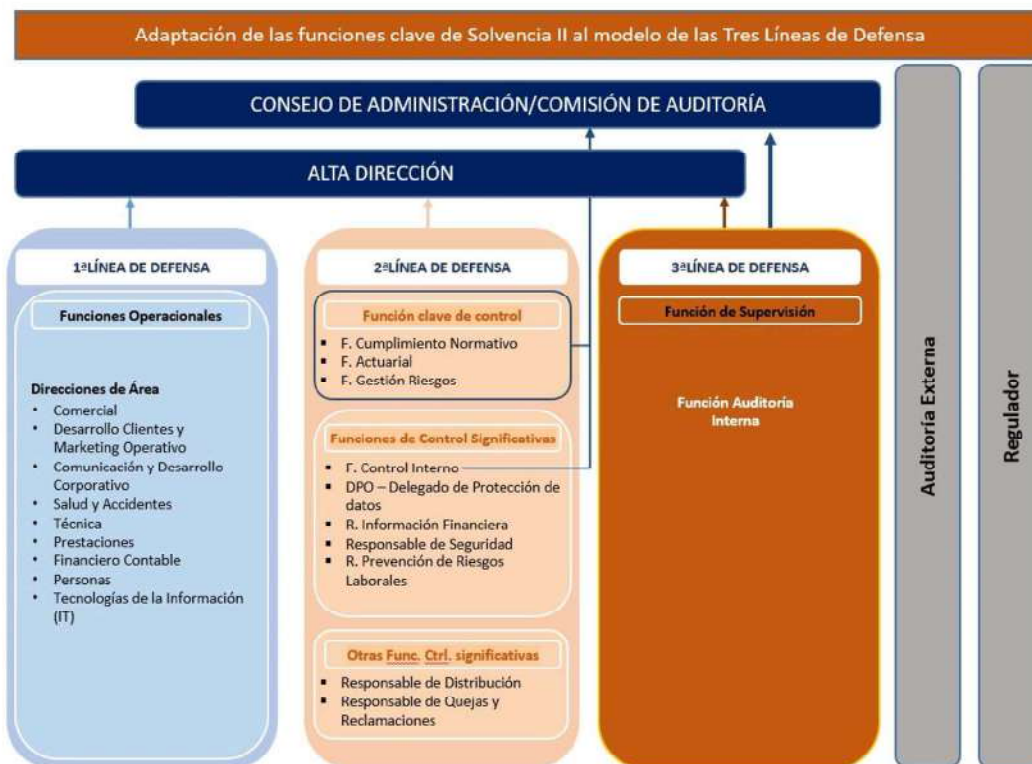 Adaptación de las funciones clave de Solvencia II al modelo de las Tres Líneas de Defensa
CONSEJO DE ADMINISTRACIÓN/COMISIÓN DE AUDITORÍA
ALTA DIRECCIÓN
1ªLÍNEA DE DEFENSA
Funciones Operacionales
Direcciones de Área
• Comercial
• Desarrollo Clientes y
Marketing Operativo
• Comunicación y Desarrollo
Corporativo
• Salud y Accidentes
• Técnica
• Prestaciones
• Financiero Contable
• Personas
• Tecnologías de la Información
(IT)
2ªLÍNEA DE DEFENSA
Función clave de control
▪ F. Cumplimiento Normativo
▪ F. Actuarial
▪ F. Gestión Riesgos
Funciones de Control Significativas
▪ F. Control Interno
▪ DPO – Delegado de Protección de
datos
▪ R. Información Financiera
▪ Responsable de Seguridad
▪ R. Prevención de Riesgos
Laborales
Otras Func. Ctrl. significativas
▪ Responsable de Distribución
▪ Responsable de Quejas y
Reclamaciones
3ªLÍNEA DE DEFENSA
Función de Supervisión
Función Auditoría
Interna
Auditoría Externa
Regulador